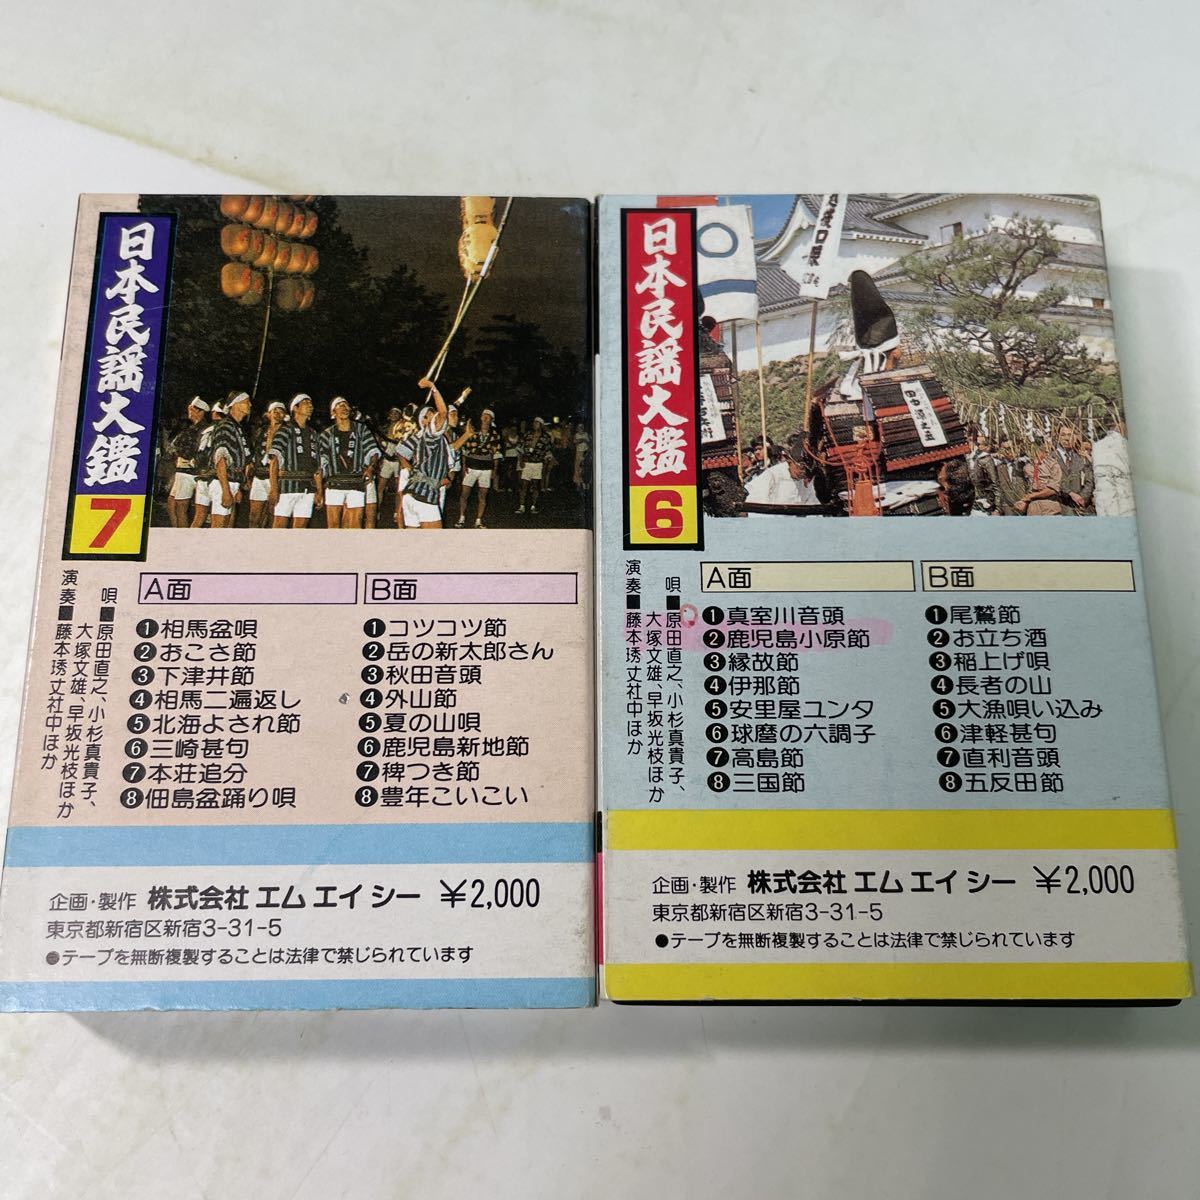 日本民謡大鑑
7
唄■原田直之、小杉真貴子、
大塚文雄、早坂光枝ほか
演奏■藤本琇丈社中ほか
A面
❶相馬盆唄
❷おこさ節
❸下津井節
❹相馬二遍返し
❺北海よされ節
❻三崎甚句
❼本荘追分
❽佃島盆踊り唄
B面
❶コツコツ節
❷岳の新太郎さん
❸秋田音頭
❹外山節
❺夏の山唄
❻鹿児島新地節
❼稗つき節
❽豊年こいこい
企画・製作 株式会社エムエイシー ¥2,000
東京都新宿区新宿3-31-5
●テープを無断複製することは法律で禁じられています
日本民謡大鑑
6
唄■原田直之、小杉真貴子、
大塚文雄、早坂光枝ほか
演奏■藤本琇丈社中ほか
A面
❶真室川音頭
❷鹿児島小原節
❸縁故節
❹伊那節
❺安里屋ユンタ
❻球磨の六調子
❼高島節
❽三国節
B面
❶尾鷲節
❷お立ち酒
❸稲上げ唄
❹長者の山
❺大漁唄い込み
❻津軽甚句
❼直利音頭
❽五反田節
企画・製作 株式会社エムエイシー ¥2,000
東京都新宿区新宿3-31-5
●テープを無断複製することは法律で禁じられています